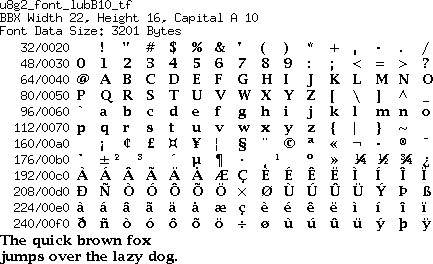 u8g2_font_lubB10_tf
BBX Width 22, Height 16, Capital A 10
Font Data Size: 3201 Bytes
32/0020 ! " # $ % & ' ( ) * + , - . /
48/0030 0 1 2 3 4 5 6 7 8 9 : ; < = > ?
64/0040 @ A B C D E F G H I J K L M N O
80/0050 P Q R S T U V W X Y Z [ \ ] ^ _
96/0060 ` a b c d e f g h i j k l m n o
112/0070 p q r s t u v w x y z { | } ~
160/00a0 ¡ ¢ £ ¤ ¥ ¦ § ¨ © ª « ¬ - ® ¯
176/00b0 ° ± ² ³ ´ µ ¶ · ¸ ¹ º » ¼ ½ ¾ ¿
192/00c0 À Á Â Ã Ä Å Æ Ç È É Ê Ë Ì Í Î Ï
208/00d0 Ð Ñ Ò Ó Ô Õ Ö × Ø Ù Ú Û Ü Ý Þ ß
224/00e0 à á â ã ä å æ ç è é ê ë ì í î ï
240/00f0 ð ñ ò ó ô õ ö ÷ ø ù ú û ü ý þ ÿ
The quick brown fox
jumps over the lazy dog.